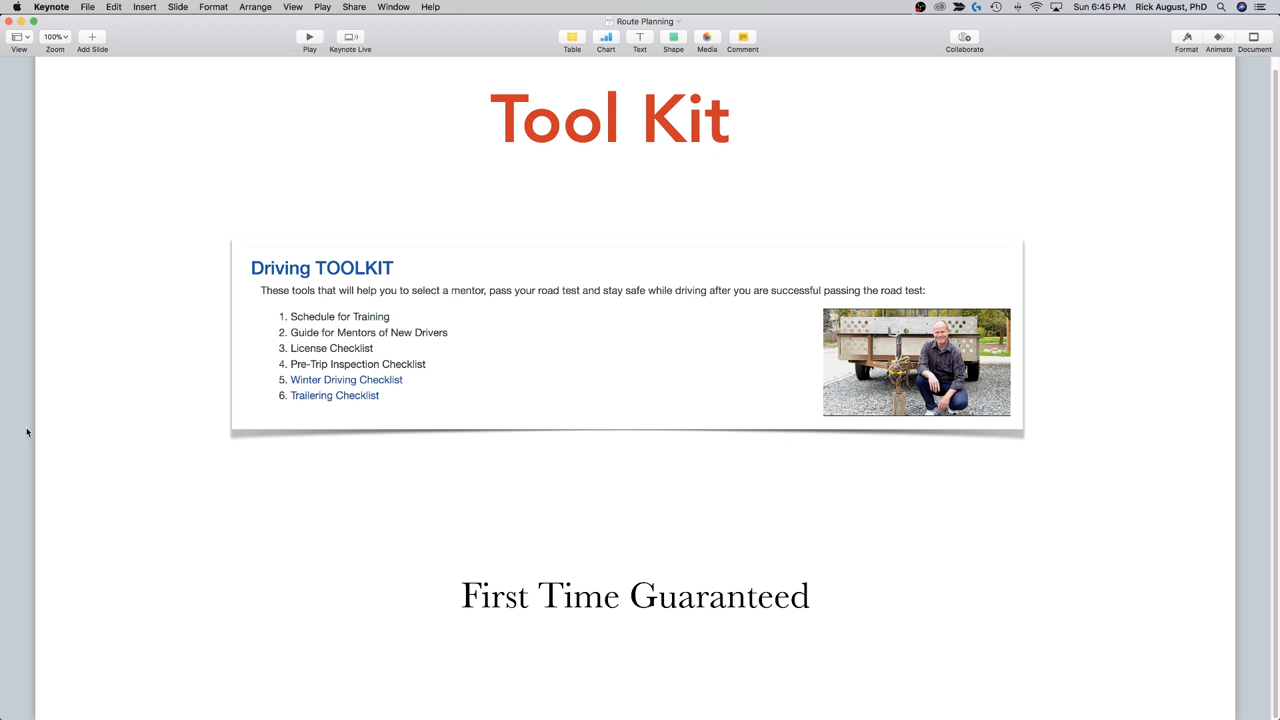 Keynote File Edit Insert Slide Format Arrange View Play Share Window Help Sun 6:45 PM Rick August, PhD
Route Planning
100%
View Zoom Add Slide Play Keynote Live Table Chart Text Shape Media Comment Collaborate Format Animate Document
Tool Kit
Driving TOOLKIT
These tools that will help you to select a mentor, pass your road test and stay safe while driving after you are successful passing the road test:
1. Schedule for Training
2. Guide for Mentors of New Drivers
3. License Checklist
4. Pre-Trip Inspection Checklist
5. Winter Driving Checklist
6. Trailering Checklist
First Time Guaranteed